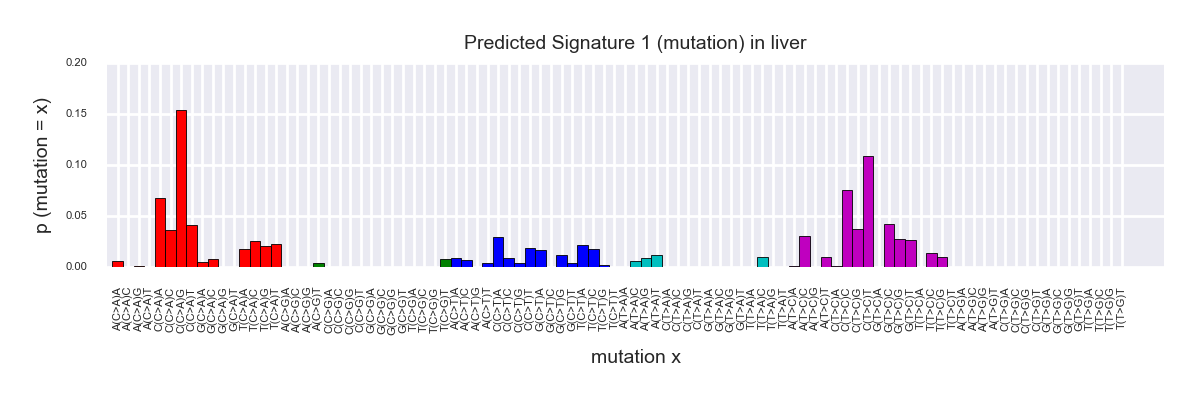 Predicted Signature 1 (mutation) in liver
p (mutation = x)
0.20
0.15
0.10
0.05
0.00
A(C>A)A
A(C>A)C
A(C>A)G
A(C>A)T
C(C>A)A
C(C>A)C
C(C>A)G
C(C>A)T
G(C>A)A
G(C>A)C
G(C>A)G
G(C>A)T
T(C>A)A
T(C>A)C
T(C>A)G
T(C>A)T
A(C>G)A
A(C>G)C
A(C>G)G
A(C>G)T
C(C>G)A
C(C>G)C
C(C>G)G
C(C>G)T
G(C>G)A
G(C>G)C
G(C>G)G
G(C>G)T
T(C>G)A
T(C>G)C
T(C>G)G
T(C>G)T
A(C>T)A
A(C>T)C
A(C>T)G
A(C>T)T
C(C>T)A
C(C>T)C
C(C>T)G
C(C>T)T
G(C>T)A
G(C>T)C
G(C>T)G
G(C>T)T
T(C>T)A
T(C>T)C
T(C>T)G
T(C>T)T
A(T>A)A
A(T>A)C
A(T>A)G
A(T>A)T
C(T>A)A
C(T>A)C
C(T>A)G
C(T>A)T
G(T>A)A
G(T>A)C
G(T>A)G
G(T>A)T
T(T>A)A
T(T>A)C
T(T>A)G
T(T>A)T
A(T>C)A
A(T>C)C
A(T>C)G
A(T>C)T
C(T>C)A
C(T>C)C
C(T>C)G
C(T>C)T
G(T>C)A
G(T>C)C
G(T>C)G
G(T>C)T
T(T>C)A
T(T>C)C
T(T>C)G
T(T>C)T
A(T>G)A
A(T>G)C
A(T>G)G
A(T>G)T
C(T>G)A
C(T>G)C
C(T>G)G
C(T>G)T
G(T>G)A
G(T>G)C
G(T>G)G
G(T>G)T
T(T>G)A
T(T>G)C
T(T>G)G
T(T>G)T
mutation x